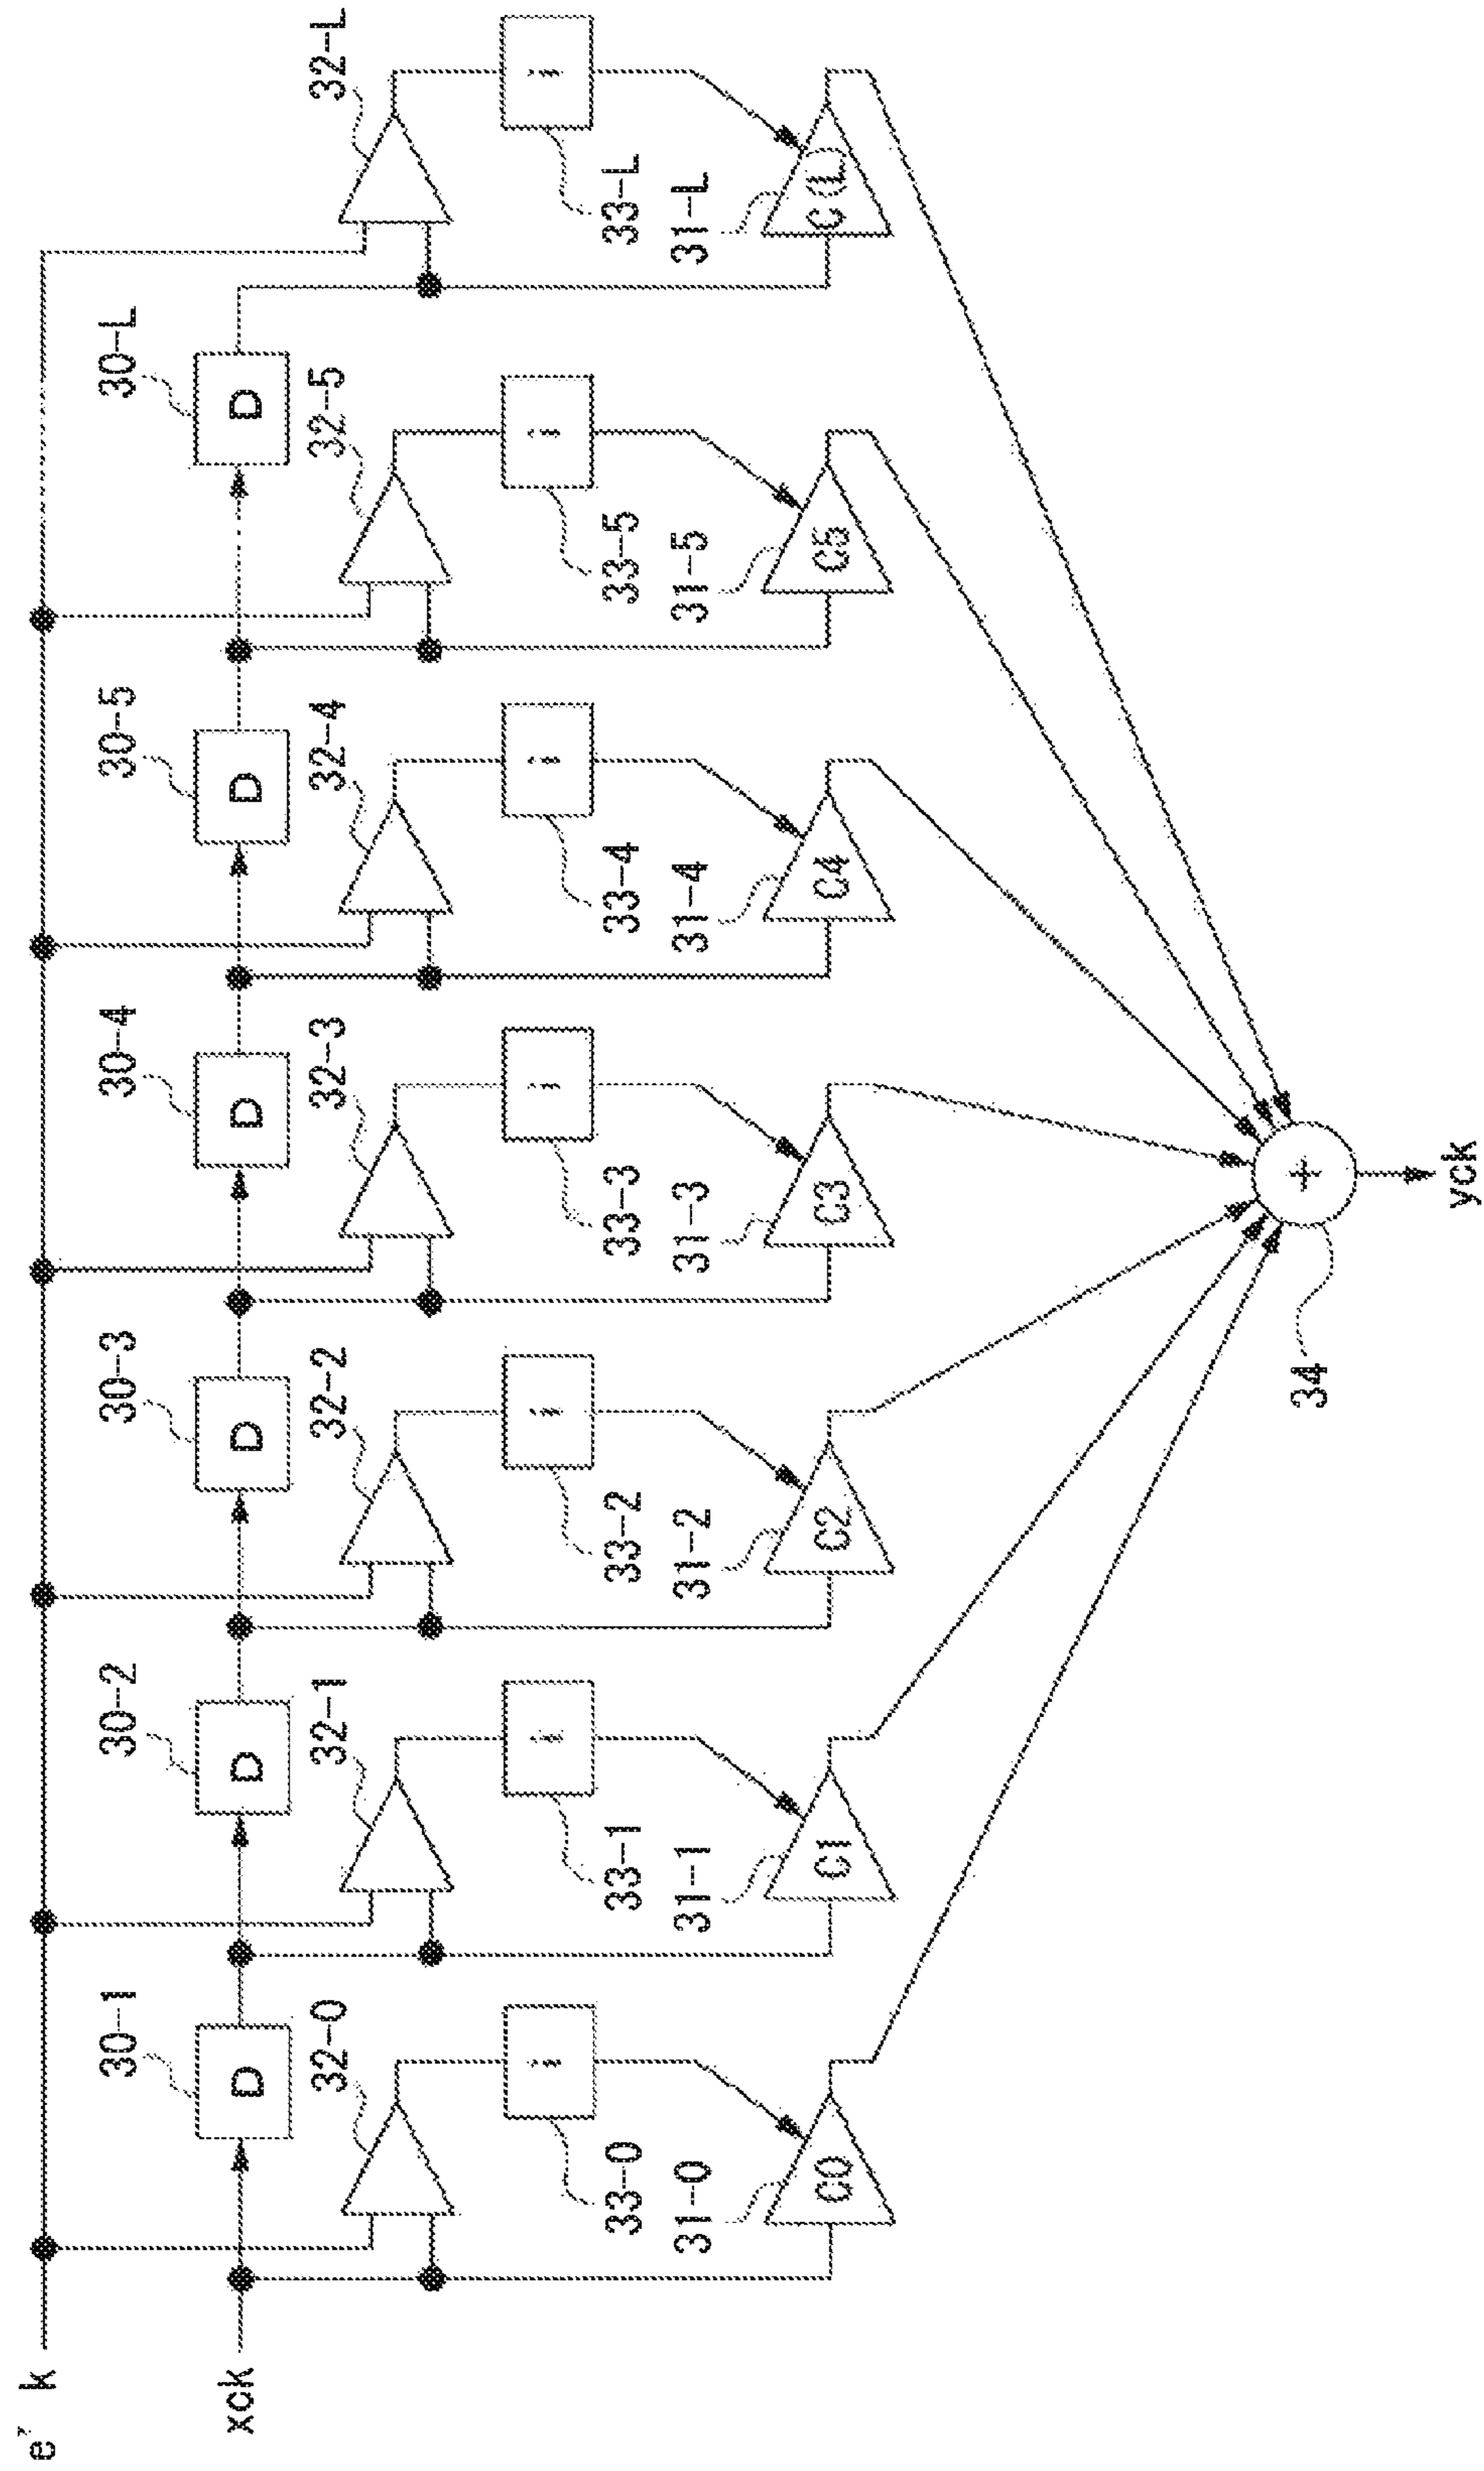 e' k
xck
30-1
30-2
30-3
30-4
30-5
30-L
D
D
D
D
D
D
32-0
32-1
32-2
32-3
32-4
32-5
32-L
i
i
i
i
i
i
i
33-0
33-1
33-2
33-3
33-4
33-5
33-L
31-0
31-1
31-2
31-3
31-4
31-5
31-L
C0
C1
C2
C3
C4
C5
C(L)
+
34
yck